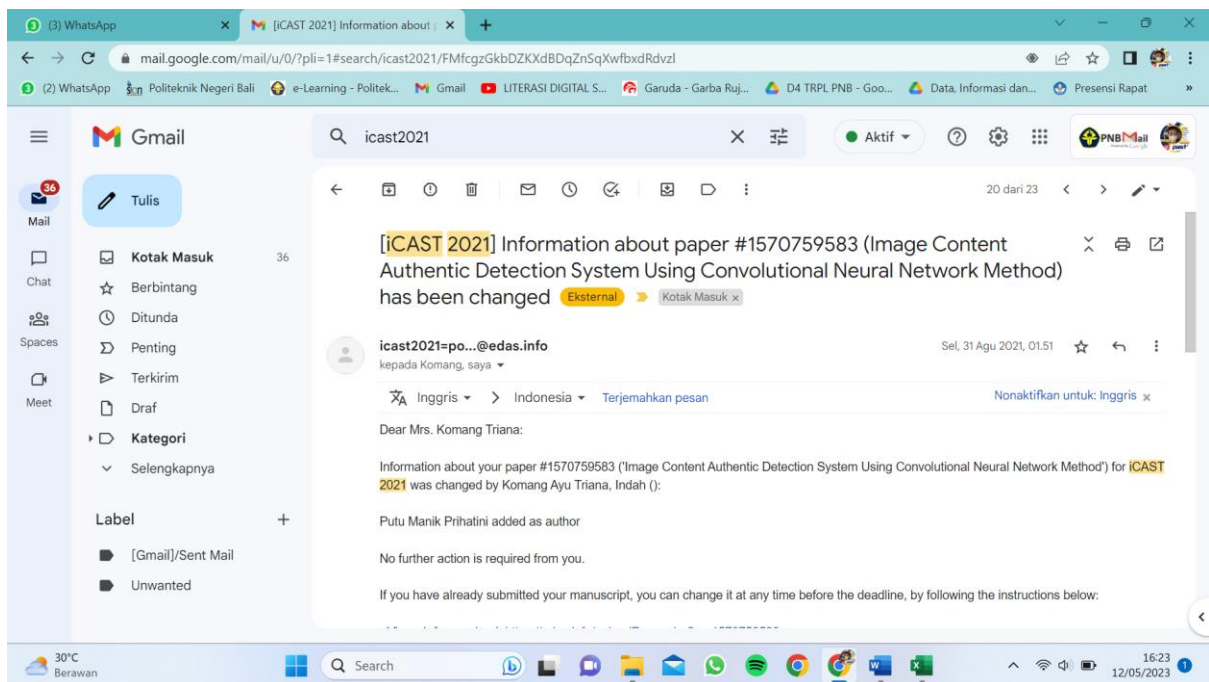 (3) WhatsApp
[iCAST 2021] Information about
mail.google.com/mail/u/0/?pli=1#search/icast2021/FMfcgzGkbDZKXdBDqZnSqXwfbxdRdvzl
(2) WhatsApp Politeknik Negeri Bali e-Learning - Politek... Gmail LITERASI DIGITAL S... Garuda - Garba Ruj... D4 TRPL PNB - Goo... Data, Informasi dan... Presensi Rapat »
Gmail
icast2021
Aktif
PNBMail
36
Mail
Chat
Spaces
Meet
Tulis
Kotak Masuk 36
Berbintang
Ditunda
Penting
Terkirim
Draf
Kategori
Selengkapnya
Label
[Gmail]/Sent Mail
Unwanted
20 dari 23
[iCAST 2021] Information about paper #1570759583 (Image Content
Authentic Detection System Using Convolutional Neural Network Method)
has been changed Eksternal Kotak Masuk x
icast2021=po...@edas.info Sel, 31 Agu 2021, 01.51
kepada Komang, saya
Inggris > Indonesia Terjemahkan pesan Nonaktifkan untuk: Inggris x
Dear Mrs. Komang Triana:
Information about your paper #1570759583 ('Image Content Authentic Detection System Using Convolutional Neural Network Method') for iCAST
2021 was changed by Komang Ayu Triana, Indah ():
Putu Manik Prihatini added as author
No further action is required from you.
If you have already submitted your manuscript, you can change it at any time before the deadline, by following the instructions below:
30°C
Berawan
Search
16:23
12/05/2023
1